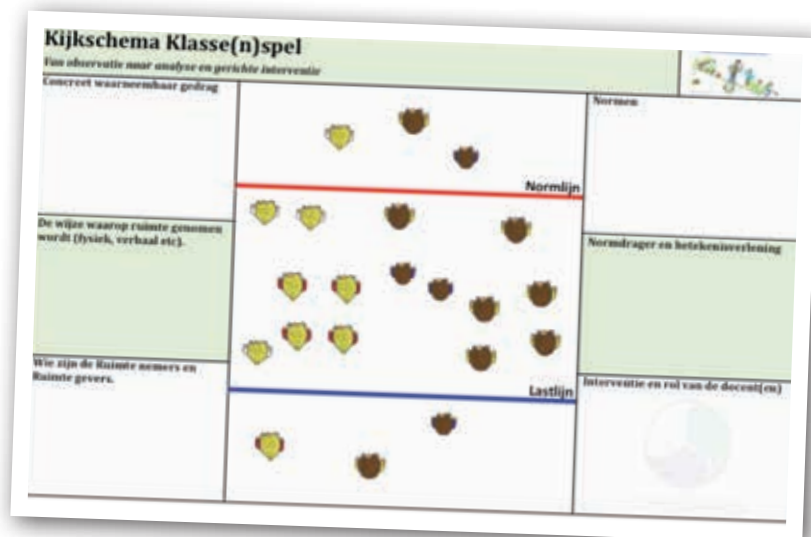 Kijkschema Klasse(n)spel
Van observatie naar analyse en gerichte interventie
Concreet waarneembaar gedrag
De wijze waarop ruimte genomen
wordt (fysiek, verbaal etc).
Wie zijn de Ruimte nemers en
Ruimte gevers.
Normlijn
Lastlijn
Normen
Normdrager en betekenisverlening
Interventie en rol van de docent(en)